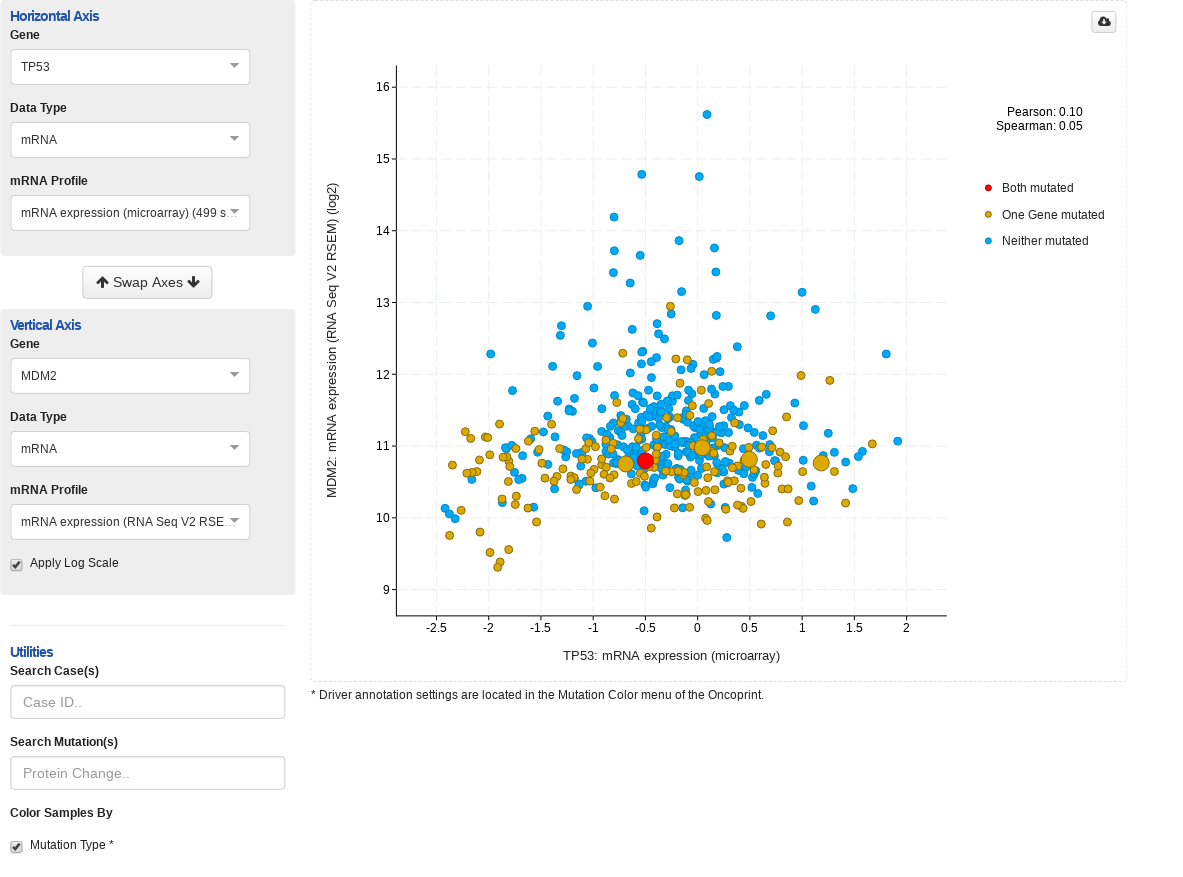 Horizontal Axis
Gene
TP53
Data Type
mRNA
mRNA Profile
mRNA expression (microarray) (499 s...
Swap Axes
Vertical Axis
Gene
MDM2
Data Type
mRNA
mRNA Profile
mRNA expression (RNA Seq V2 RSE...
Apply Log Scale
Utilities
Search Case(s)
Case ID..
Search Mutation(s)
Protein Change..
Color Samples By
Mutation Type *
MDM2: mRNA expression (RNA Seq V2 RSEM) (log2)
16
15
14
13
12
11
10
9
-2.5 -2 -1.5 -1 -0.5 0 0.5 1 1.5 2
TP53: mRNA expression (microarray)
Pearson: 0.10
Spearman: 0.05
Both mutated
One Gene mutated
Neither mutated
* Driver annotation settings are located in the Mutation Color menu of the Oncoprint.